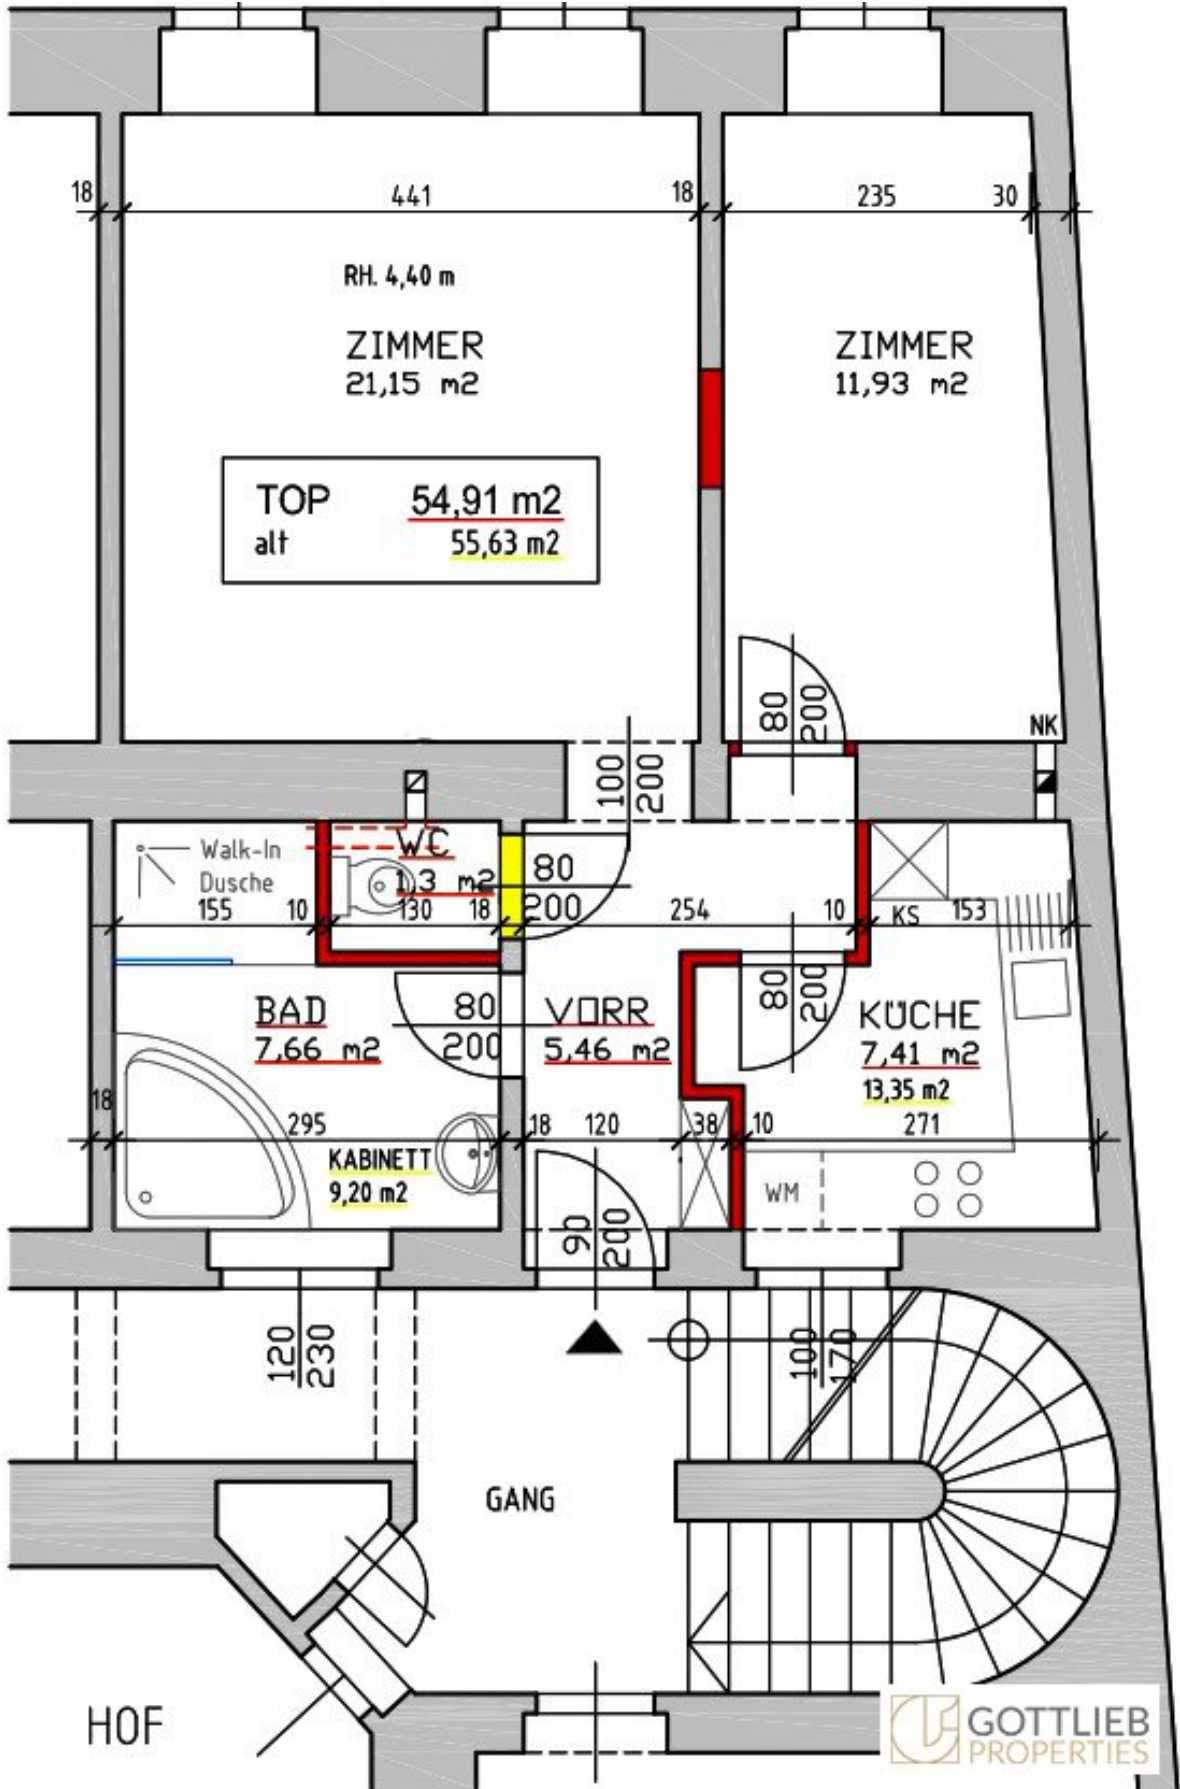 18
441
18
235
30
RH. 4,40 m
ZIMMER
21,15 m2
ZIMMER
11,93 m2
TOP 54,91 m2
alt 55,63 m2
80
200
NK
100
200
Walk-In
Dusche
WC
1,3 m2
80
200
155
10
130
18
254
10
KS
153
BAD
7,66 m2
80
200
VORR
5,46 m2
80
200
KÜCHE
7,41 m2
13,35 m2
18
295
18
120
38
10
271
KABINETT
9,20 m2
WM
90
200
120
230
100
170
GANG
HOF
GOTTLIEB
PROPERTIES